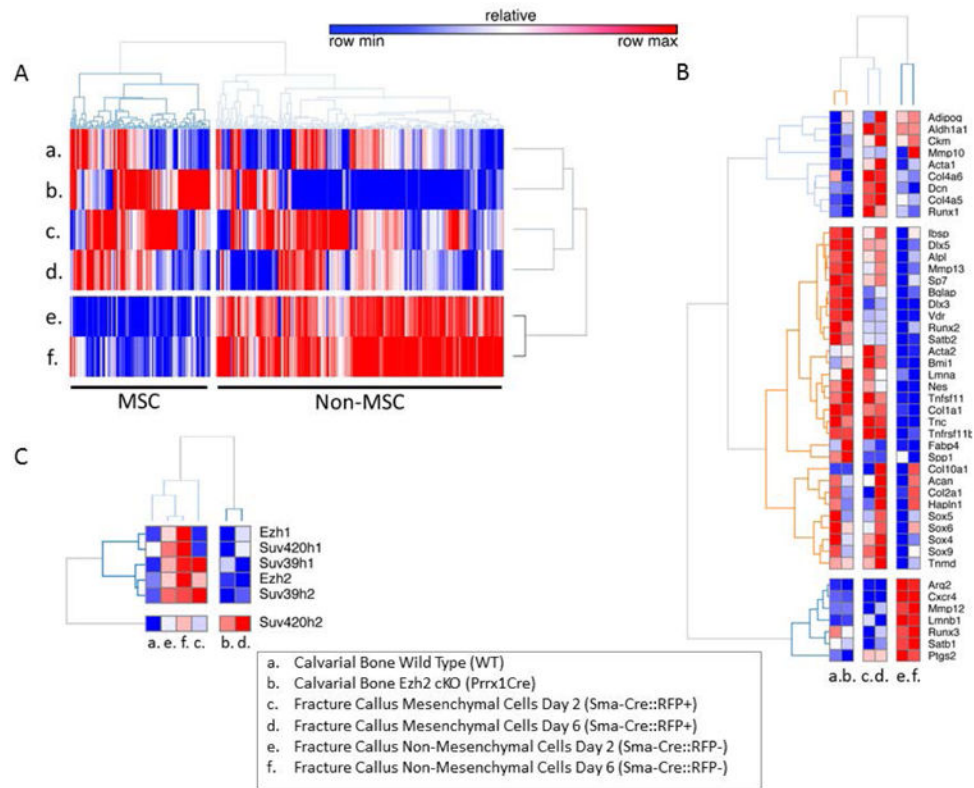 relative
row min
row max
A
a.
b.
c.
d.
e.
f.
MSC
Non-MSC
B
Adipoq
Aldh1a1
Ckm
Mmp10
Acta1
Col4a6
Dcn
Col4a5
Runx1
Ibsp
Dlx5
Alpl
Mmp13
Sp7
Bglap
Dlx3
Vdr
Runx2
Satb2
Acta2
Bmi1
Lmna
Nes
Tnfsf11
Col1a1
Tnc
Tnfrsf11b
Fabp4
Spp1
Col10a1
Acan
Col2a1
Hapln1
Sox5
Sox6
Sox4
Sox9
Tnmd
Arg2
Cxcr4
Mmp12
Lmnb1
Runx3
Satb1
Ptgs2
a. b. c. d. e. f.
C
Ezh1
Suv420h1
Suv39h1
Ezh2
Suv39h2
Suv420h2
a. e. f. c. b. d.
a. Calvarial Bone Wild Type (WT)
b. Calvarial Bone Ezh2 cKO (Prrx1Cre)
c. Fracture Callus Mesenchymal Cells Day 2 (Sma-Cre::RFP+)
d. Fracture Callus Mesenchymal Cells Day 6 (Sma-Cre::RFP+)
e. Fracture Callus Non-Mesenchymal Cells Day 2 (Sma-Cre::RFP-)
f. Fracture Callus Non-Mesenchymal Cells Day 6 (Sma-Cre::RFP-)